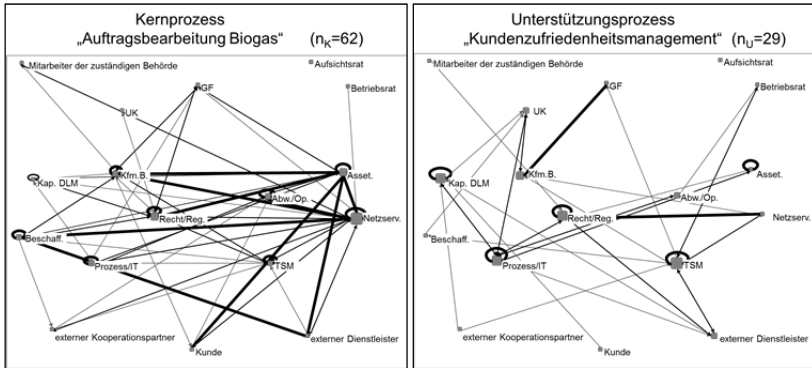 Kernprozess
„Auftragsbearbeitung Biogas“ (nK=62)
Mitarbeiter der zuständigen Behörde
Aufsichtsrat
GF
Betriebsrat
UK
Kap. DLM
Kfm.B.
Asset.
Abw./Op.
Recht/Reg.
Netzserv.
Beschaff.
Prozess/IT
TSM
externer Kooperationspartner
externer Dienstleister
Kunde
Unterstützungsprozess
„Kundenzufriedenheitsmanagement“ (nU=29)
Mitarbeiter der zuständigen Behörde
Aufsichtsrat
GF
Betriebsrat
UK
Kap. DLM
Kfm.B.
Asset.
Abw./Op.
Recht/Reg.
Netzserv.
Beschaff.
Prozess/IT
TSM
externer Kooperationspartner
externer Dienstleister
Kunde